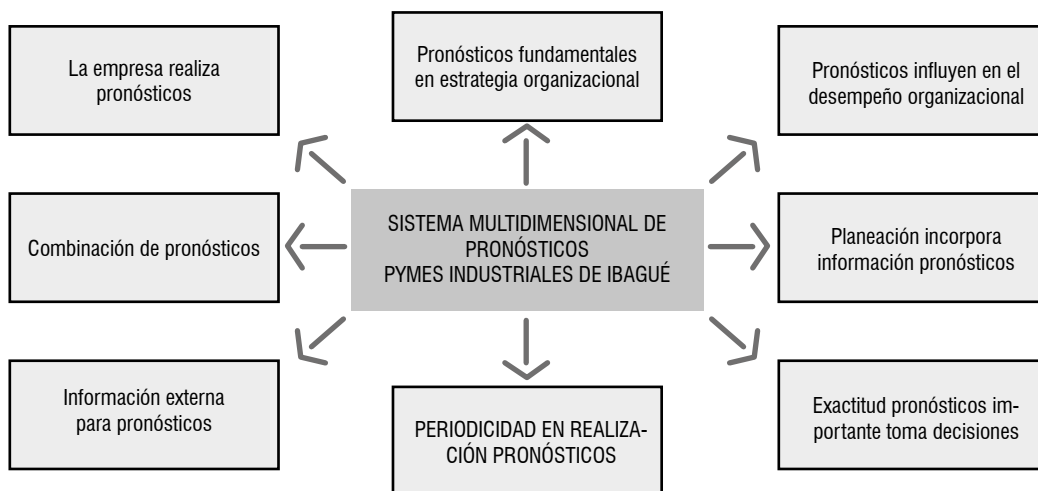 La empresa realiza
pronósticos
Pronósticos fundamentales
en estrategia organizacional
Pronósticos influyen en el
desempeño organizacional
Combinación de pronósticos
SISTEMA MULTIDIMENSIONAL DE
PRONÓSTICOS
PYMES INDUSTRIALES DE IBAGUÉ
Planeación incorpora
información pronósticos
Información externa
para pronósticos
PERIODICIDAD EN REALIZA-
CIÓN PRONÓSTICOS
Exactitud pronósticos im-
portante toma decisiones